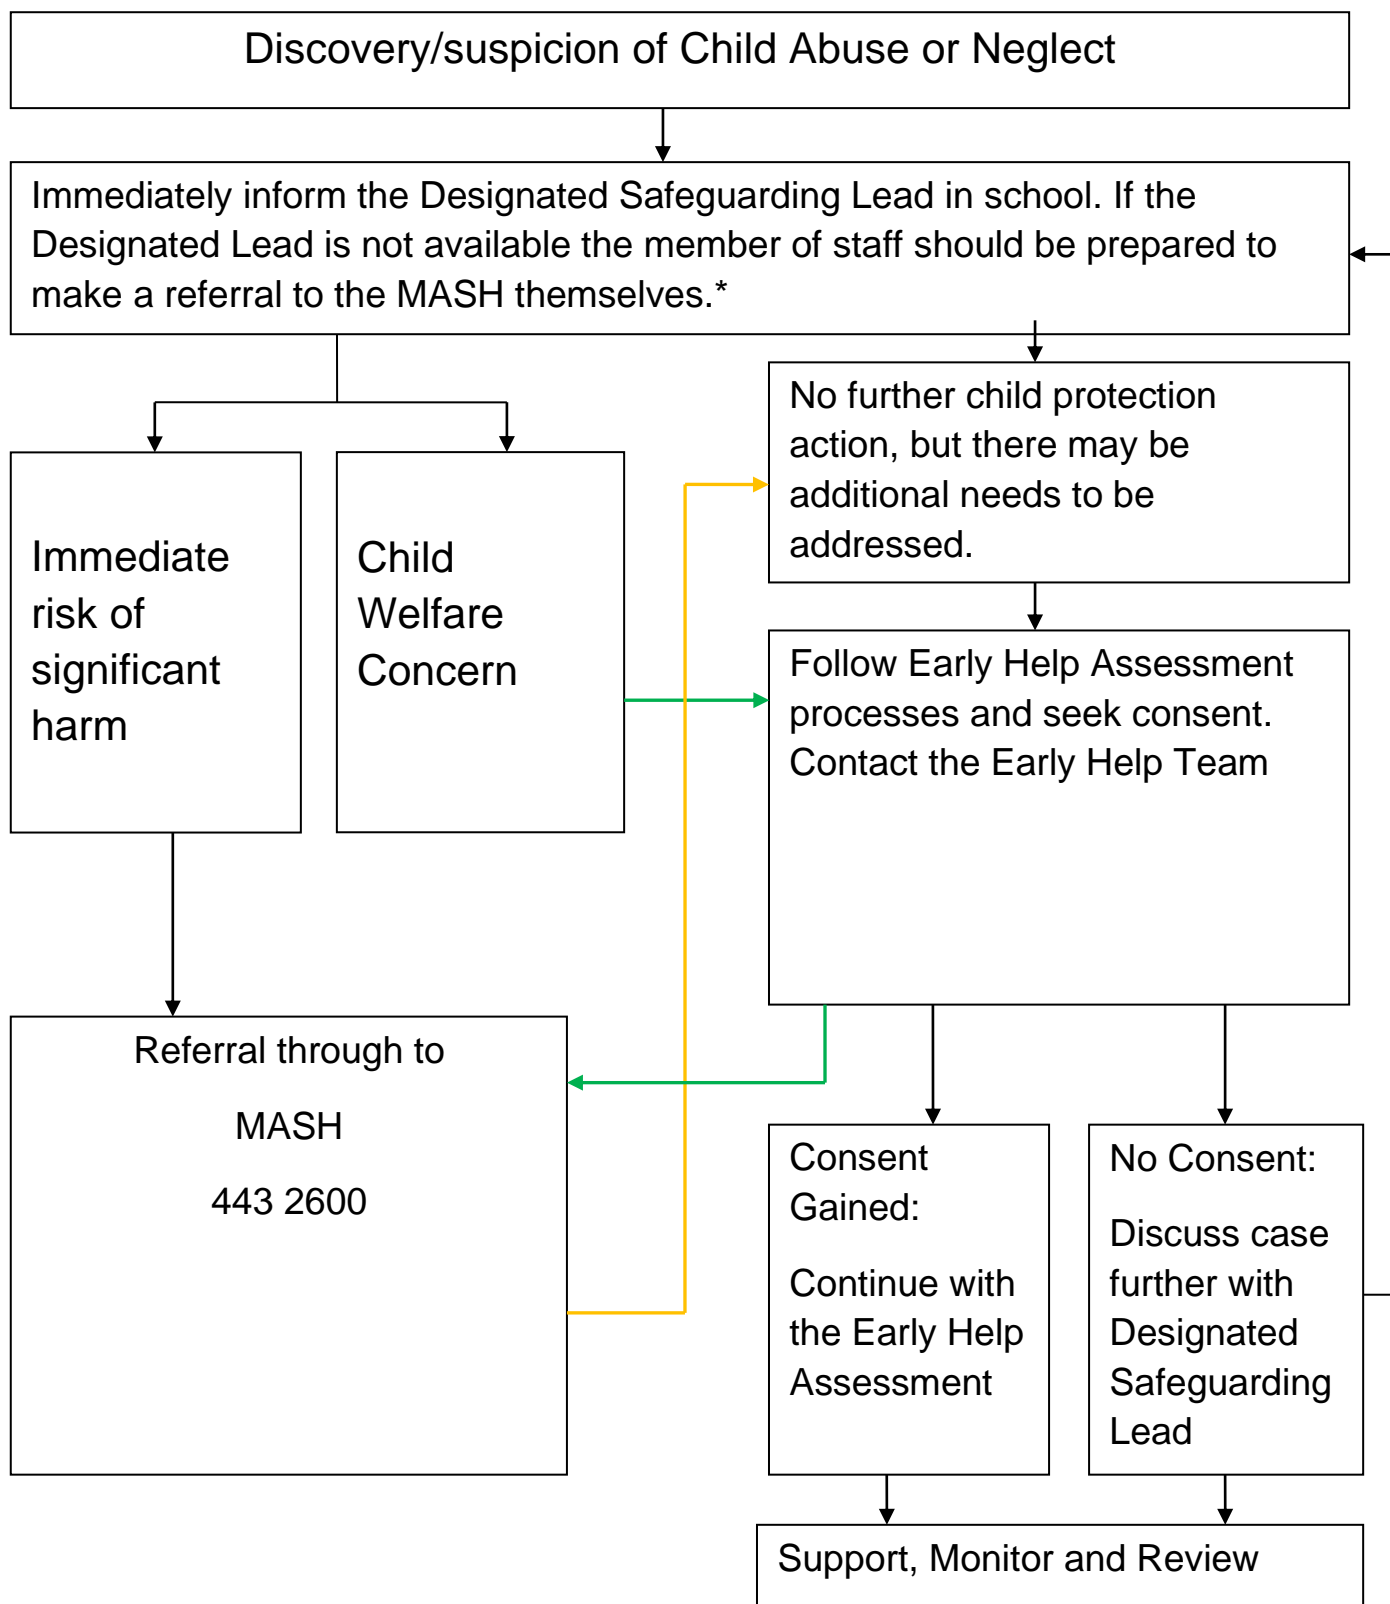 Discovery/suspicion of Child Abuse or Neglect
Immediately inform the Designated Safeguarding Lead in school. If the
Designated Lead is not available the member of staff should be prepared to
make a referral to the MASH themselves.*
No further child protection
action, but there may be
additional needs to be
addressed.
Immediate
risk of
significant
harm
Child
Welfare
Concern
Follow Early Help Assessment
processes and seek consent.
Contact the Early Help Team
Referral through to
MASH
443 2600
Consent
Gained:
Continue with
the Early Help
Assessment
No Consent:
Discuss case
further with
Designated
Safeguarding
Lead
Support, Monitor and Review